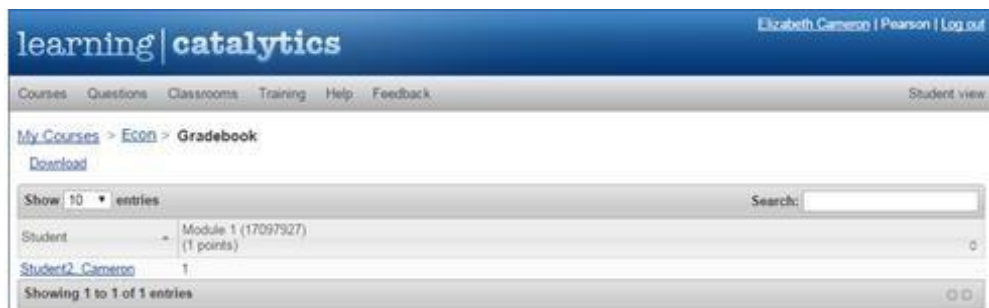 Elizabeth Cameron | Pearson | Log out
learning | catalytics
Courses Questions Classrooms Training Help Feedback Student view
My Courses > Econ > Gradebook
Download
Show 10 entries Search:
Student Module 1 (17097927)
(1 points)
Student2, Cameron 1
Showing 1 to 1 of 1 entries